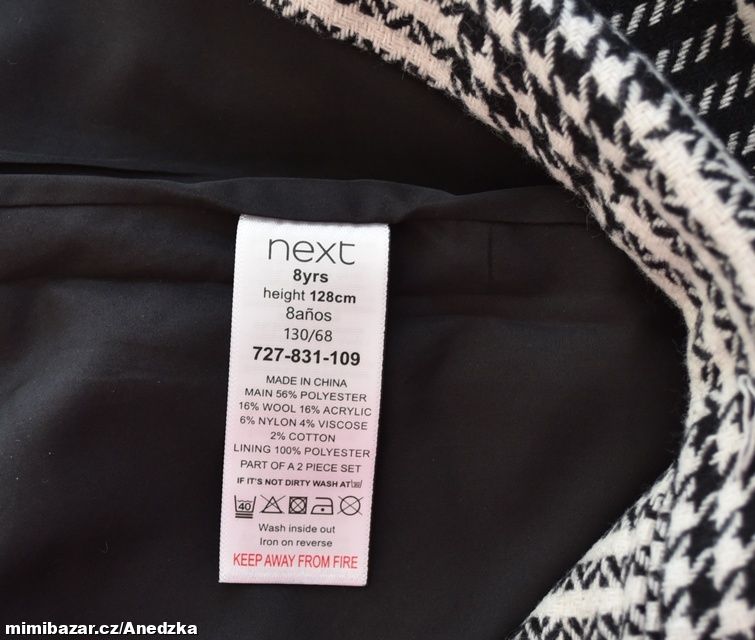 next
8yrs
height 128cm
8años
130/68
727-831-109
MADE IN CHINA
MAIN 56% POLYESTER
16% WOOL 16% ACRYLIC
6% NYLON 4% VISCOSE
2% COTTON
LINING 100% POLYESTER
PART OF A 2 PIECE SET
IF IT'S NOT DIRTY WASH AT
40
Wash inside out
Iron on reverse
KEEP AWAY FROM FIRE
mimibazar.cz/Anedzka